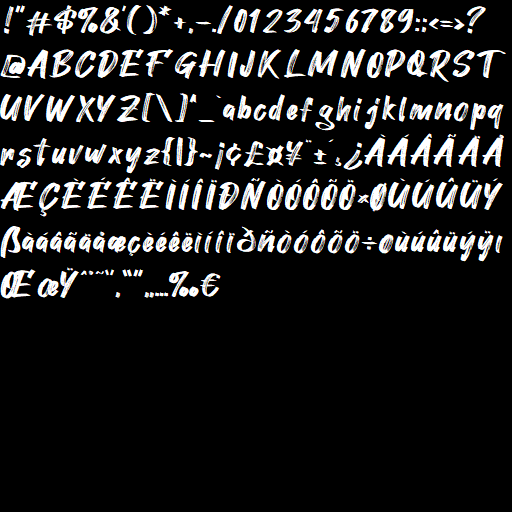 !"#$%&'()*+,-./0123456789:;<=>?
@ABCDEFGHIJKLMNOPQRST
UVWXYZ[\]^_`abcdefghijklmnopq
rstuvwxyz{|}~¡¢£¤¥¨±´¸¿ÀÁÂÃÄÅ
ÆÇÈÉÊËÌÍÎÏÐÑÒÓÔÕÖ×ØÙÚÛÜÝ
ßàáâãäåæçèéêëìíîïðñòóôõö÷øùúûüýÿı
ŒœŸˆ˜“”„…‰€